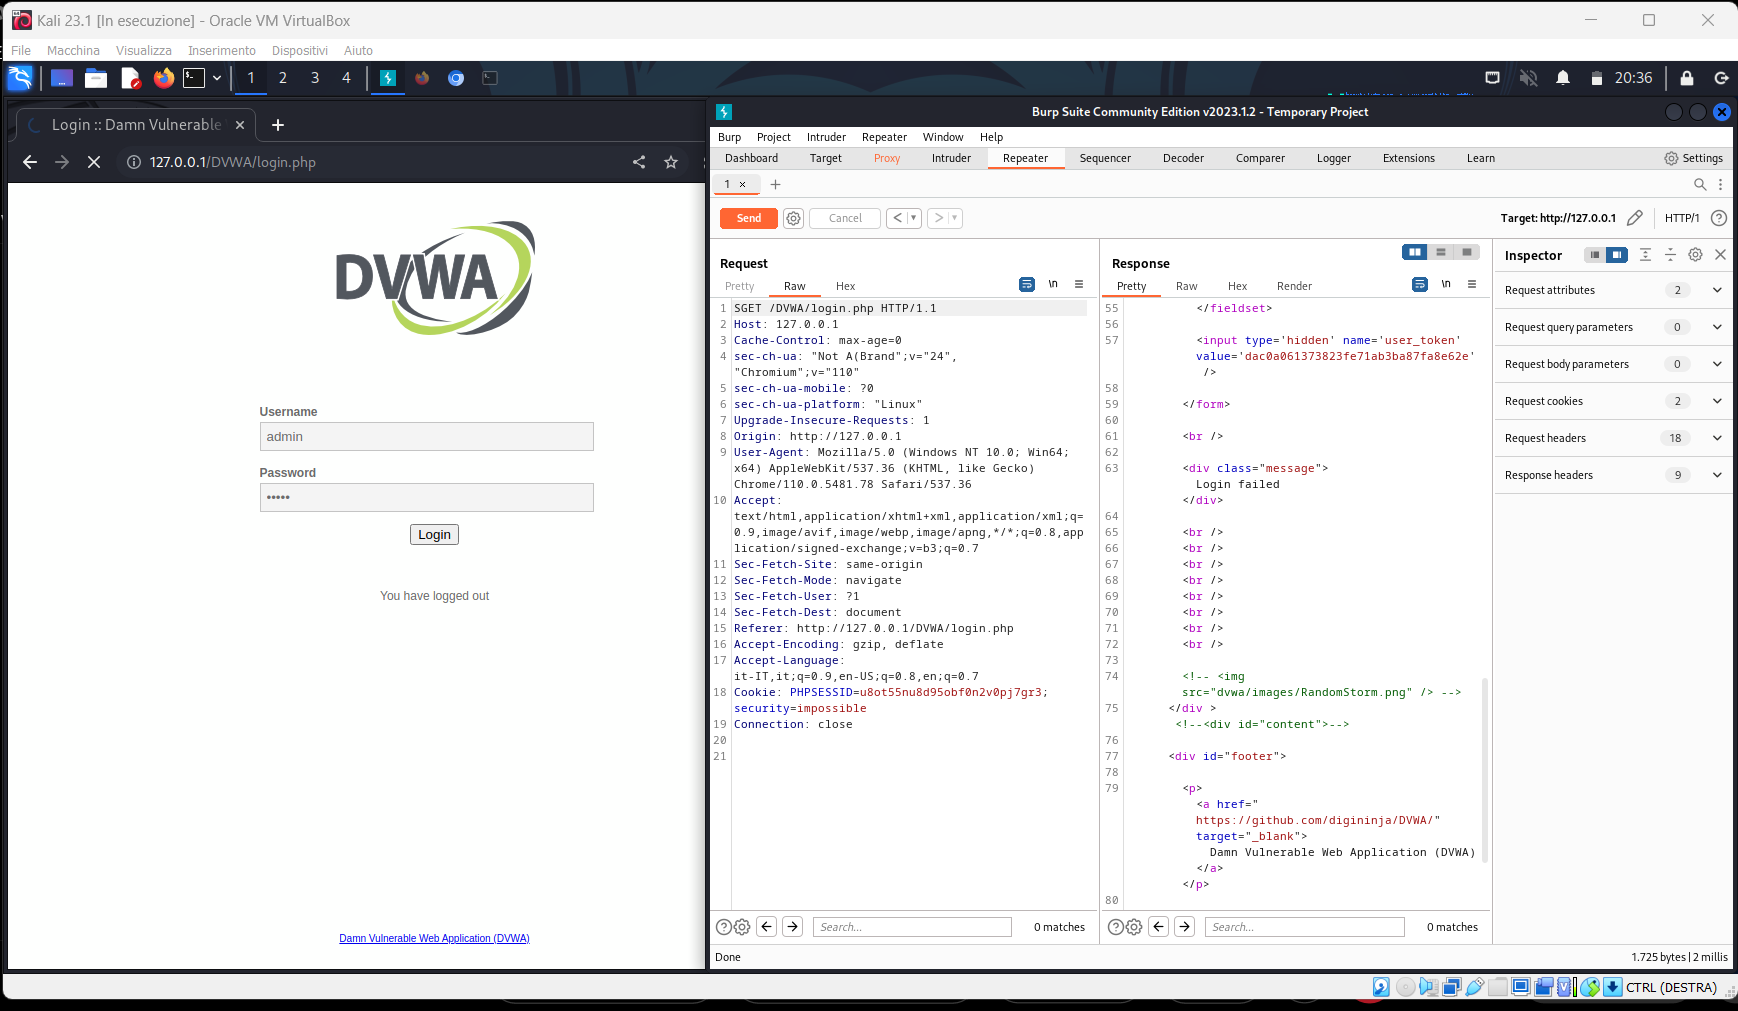 Kali 23.1 [In esecuzione] - Oracle VM VirtualBox
File Macchina Visualizza Inserimento Dispositivi Aiuto
1 2 3 4
20:36
Login :: Damn Vulnerable
127.0.0.1/DVWA/login.php
DVWA
Username
admin
Password
•••••
Login
You have logged out
Damn Vulnerable Web Application (DVWA)
Burp Suite Community Edition v2023.1.2 - Temporary Project
Burp Project Intruder Repeater Window Help
Dashboard Target Proxy Intruder Repeater Sequencer Decoder Comparer Logger Extensions Learn Settings
1 ×
Send Cancel < >
Target: http://127.0.0.1 HTTP/1
Request
Pretty Raw Hex \n
1 SGET /DVWA/login.php HTTP/1.1
2 Host: 127.0.0.1
3 Cache-Control: max-age=0
4 sec-ch-ua: "Not A(Brand";v="24",
"Chromium";v="110"
5 sec-ch-ua-mobile: ?0
6 sec-ch-ua-platform: "Linux"
7 Upgrade-Insecure-Requests: 1
8 Origin: http://127.0.0.1
9 User-Agent: Mozilla/5.0 (Windows NT 10.0; Win64;
x64) AppleWebKit/537.36 (KHTML, like Gecko)
Chrome/110.0.5481.78 Safari/537.36
10 Accept:
text/html,application/xhtml+xml,application/xml;q=
0.9,image/avif,image/webp,image/apng,*/*;q=0.8,app
lication/signed-exchange;v=b3;q=0.7
11 Sec-Fetch-Site: same-origin
12 Sec-Fetch-Mode: navigate
13 Sec-Fetch-User: ?1
14 Sec-Fetch-Dest: document
15 Referer: http://127.0.0.1/DVWA/login.php
16 Accept-Encoding: gzip, deflate
17 Accept-Language:
it-IT,it;q=0.9,en-US;q=0.8,en;q=0.7
18 Cookie: PHPSESSID=u8ot55nu8d95obf0n2v0pj7gr3;
security=impossible
19 Connection: close
20
21
Search... 0 matches
Response
Pretty Raw Hex Render \n
55 </fieldset>
56
57 <input type='hidden' name='user_token'
value='dac0a061373823fe71ab3ba87fa8e62e'
/>
58
59 </form>
60
61 <br />
62
63 <div class="message">
Login failed
</div>
64
65 <br />
66 <br />
67 <br />
68 <br />
69 <br />
70 <br />
71 <br />
72 <br />
73
74 <!-- <img
src="dvwa/images/RandomStorm.png" /> -->
75 </div >
<!--<div id="content">-->
76
77 <div id="footer">
78
79 <p>
<a href="
https://github.com/digininja/DVWA/"
target="_blank">
Damn Vulnerable Web Application (DVWA)
</a>
</p>
80
Search... 0 matches
Inspector
Request attributes 2
Request query parameters 0
Request body parameters 0
Request cookies 2
Request headers 18
Response headers 9
Done
1.725 bytes | 2 millis
CTRL (DESTRA)